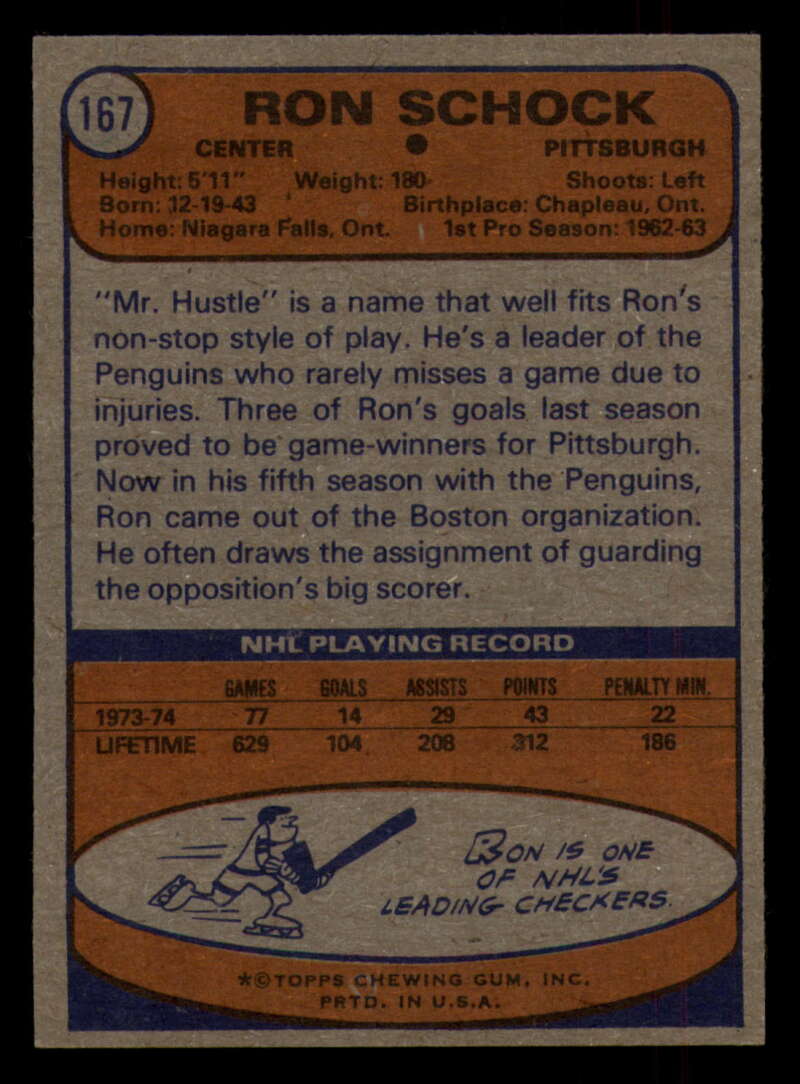 167
RON SCHOCK
CENTER ● PITTSBURGH
Height: 5'11" Weight: 180 Shoots: Left
Born: 12-19-43 Birthplace: Chapleau, Ont.
Home: Niagara Falls, Ont. 1st Pro Season: 1962-63
"Mr. Hustle" is a name that well fits Ron's
non-stop style of play. He's a leader of the
Penguins who rarely misses a game due to
injuries. Three of Ron's goals last season
proved to be game-winners for Pittsburgh.
Now in his fifth season with the Penguins,
Ron came out of the Boston organization.
He often draws the assignment of guarding
the opposition's big scorer.
NHL PLAYING RECORD
GAMES GOALS ASSISTS POINTS PENALTY MIN.
1973-74 77 14 29 43 22
LIFETIME 629 104 208 312 186
RON IS ONE
OF NHL'S
LEADING CHECKERS.
*©TOPPS CHEWING GUM, INC.
PRTD. IN U.S.A.